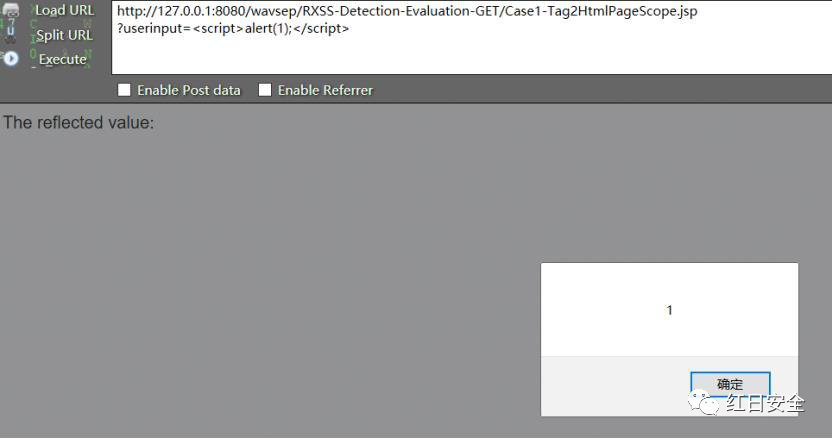 Load URL
Split URL
Execute
http://127.0.0.1:8080/wavsep/RXSS-Detection-Evaluation-GET/Case1-Tag2HtmlPageScope.jsp
?userinput=<script>alert(1);</script>
Enable Post data
Enable Referrer
The reflected value:
1
确定
红日安全